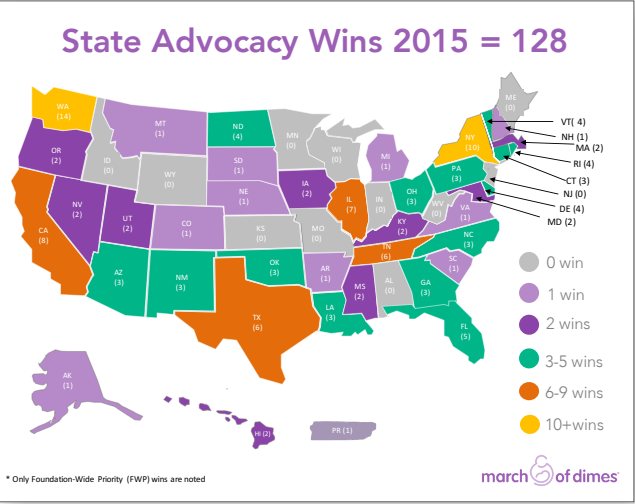 State Advocacy Wins 2015 = 128
WA
(14)
MT
(1)
ND
(4)
MN
(0)
ME
(0)
OR
(2)
ID
(0)
WY
(0)
SD
(1)
WI
(0)
MI
(1)
NY
(10)
VT( 4)
NH (1)
MA (2)
RI (4)
CT (3)
NJ (0)
DE (4)
MD (2)
CA
(8)
NV
(2)
UT
(2)
CO
(1)
NE
(1)
KS
(0)
IA
(2)
MO
(0)
IL
(7)
IN
(0)
OH
(3)
PA
(3)
WV
(0)
VA
(1)
KY
(2)
NC
(3)
TN
(6)
SC
(1)
AZ
(3)
NM
(3)
OK
(3)
AR
(1)
TX
(6)
LA
(3)
MS
(2)
AL
(0)
GA
(3)
FL
(5)
AK
(1)
HI (2)
PR (1)
0 win
1 win
2 wins
3-5 wins
6-9 wins
10+wins
* Only Foundation-Wide Priority (FWP) wins are noted
march of dimes